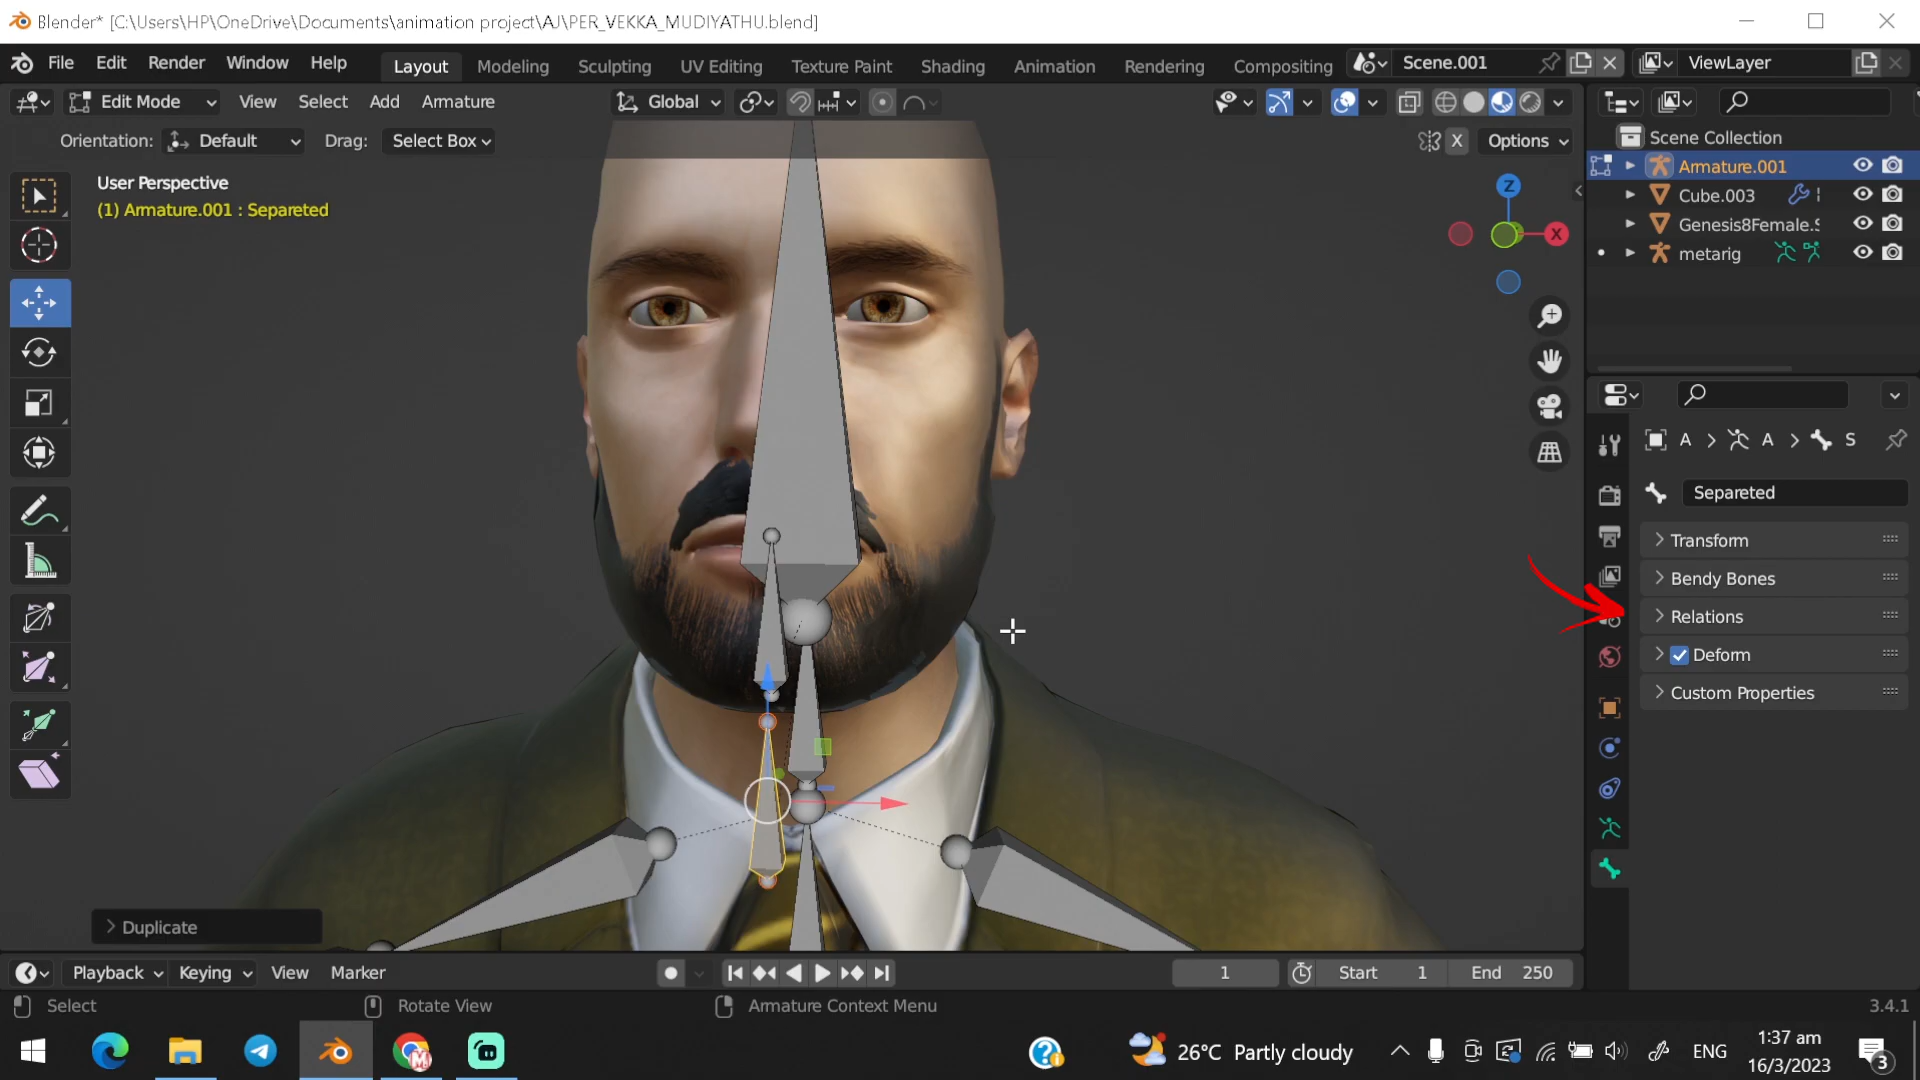 Blender* [C:\Users\HP\OneDrive\Documents\animation project\AJ\PER_VEKKA_MUDIYATHU.blend]
File Edit Render Window Help Layout Modeling Sculpting UV Editing Texture Paint Shading Animation Rendering Compositing Scene.001 ViewLayer
Edit Mode View Select Add Armature Global
Orientation: Default Drag: Select Box X Options
User Perspective
(1) Armature.001 : Separeted
Z
X
Scene Collection
Armature.001
Cube.003
Genesis8Female.S
metarig
A A S
Separeted
Transform
Bendy Bones
Relations
Deform
Custom Properties
Duplicate
Playback Keying View Marker 1 Start 1 End 250
Select Rotate View Armature Context Menu 3.4.1
26°C Partly cloudy ENG 1:37 am
16/3/2023 3